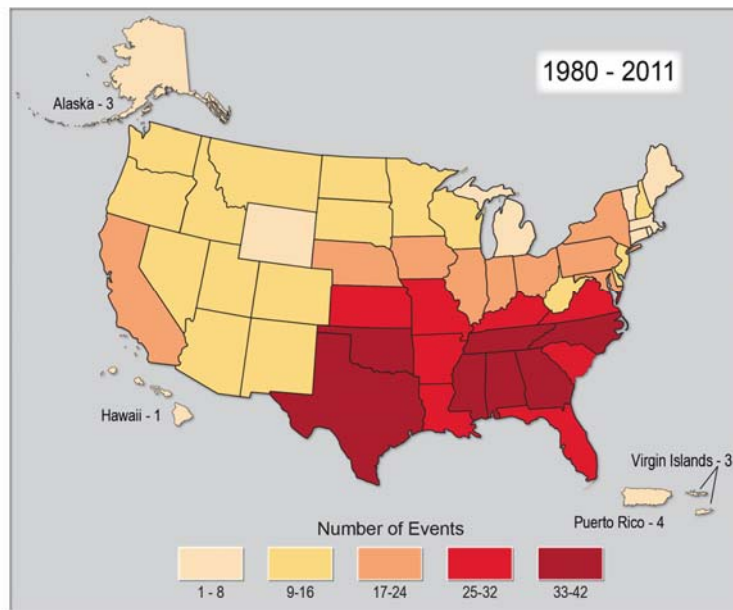 1980 - 2011
Alaska - 3
Hawaii - 1
Virgin Islands - 3
Puerto Rico - 4
Number of Events
1 - 8
9-16
17-24
25-32
33-42